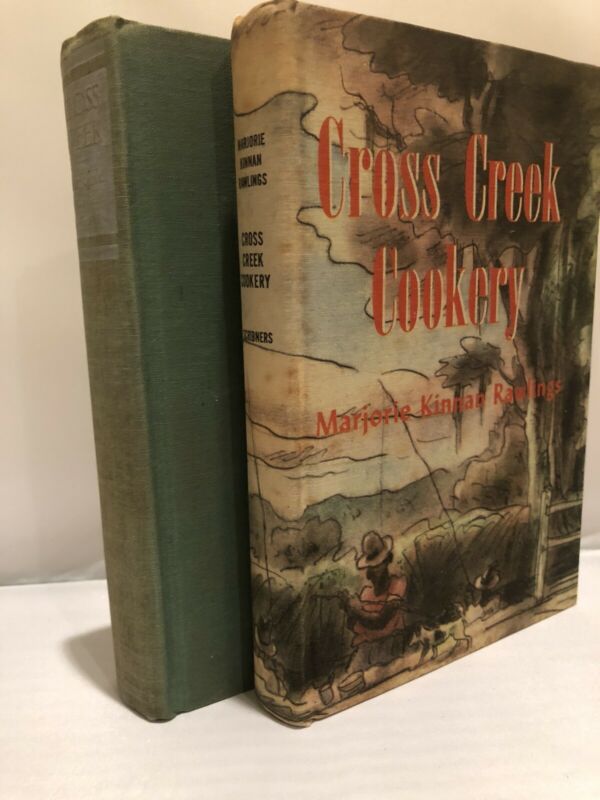 MARJORIE
KINNAN
RAWLINGS
CROSS
CREEK
COOKERY
SCRIBNERS
Cross Creek
Cookery
Marjorie Kinnan Rawlings